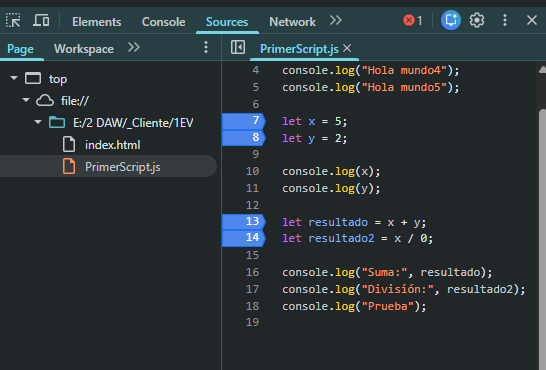 Elements Console Sources Network 1
Page Workspace PrimerScript.js
top
file://
E:/2 DAW/_Cliente/1EV
index.html
PrimerScript.js
4 console.log("Hola mundo4");
5 console.log("Hola mundo5");
6
7 let x = 5;
8 let y = 2;
9
10 console.log(x);
11 console.log(y);
12
13 let resultado = x + y;
14 let resultado2 = x / 0;
15
16 console.log("Suma:", resultado);
17 console.log("División:", resultado2);
18 console.log("Prueba");
19